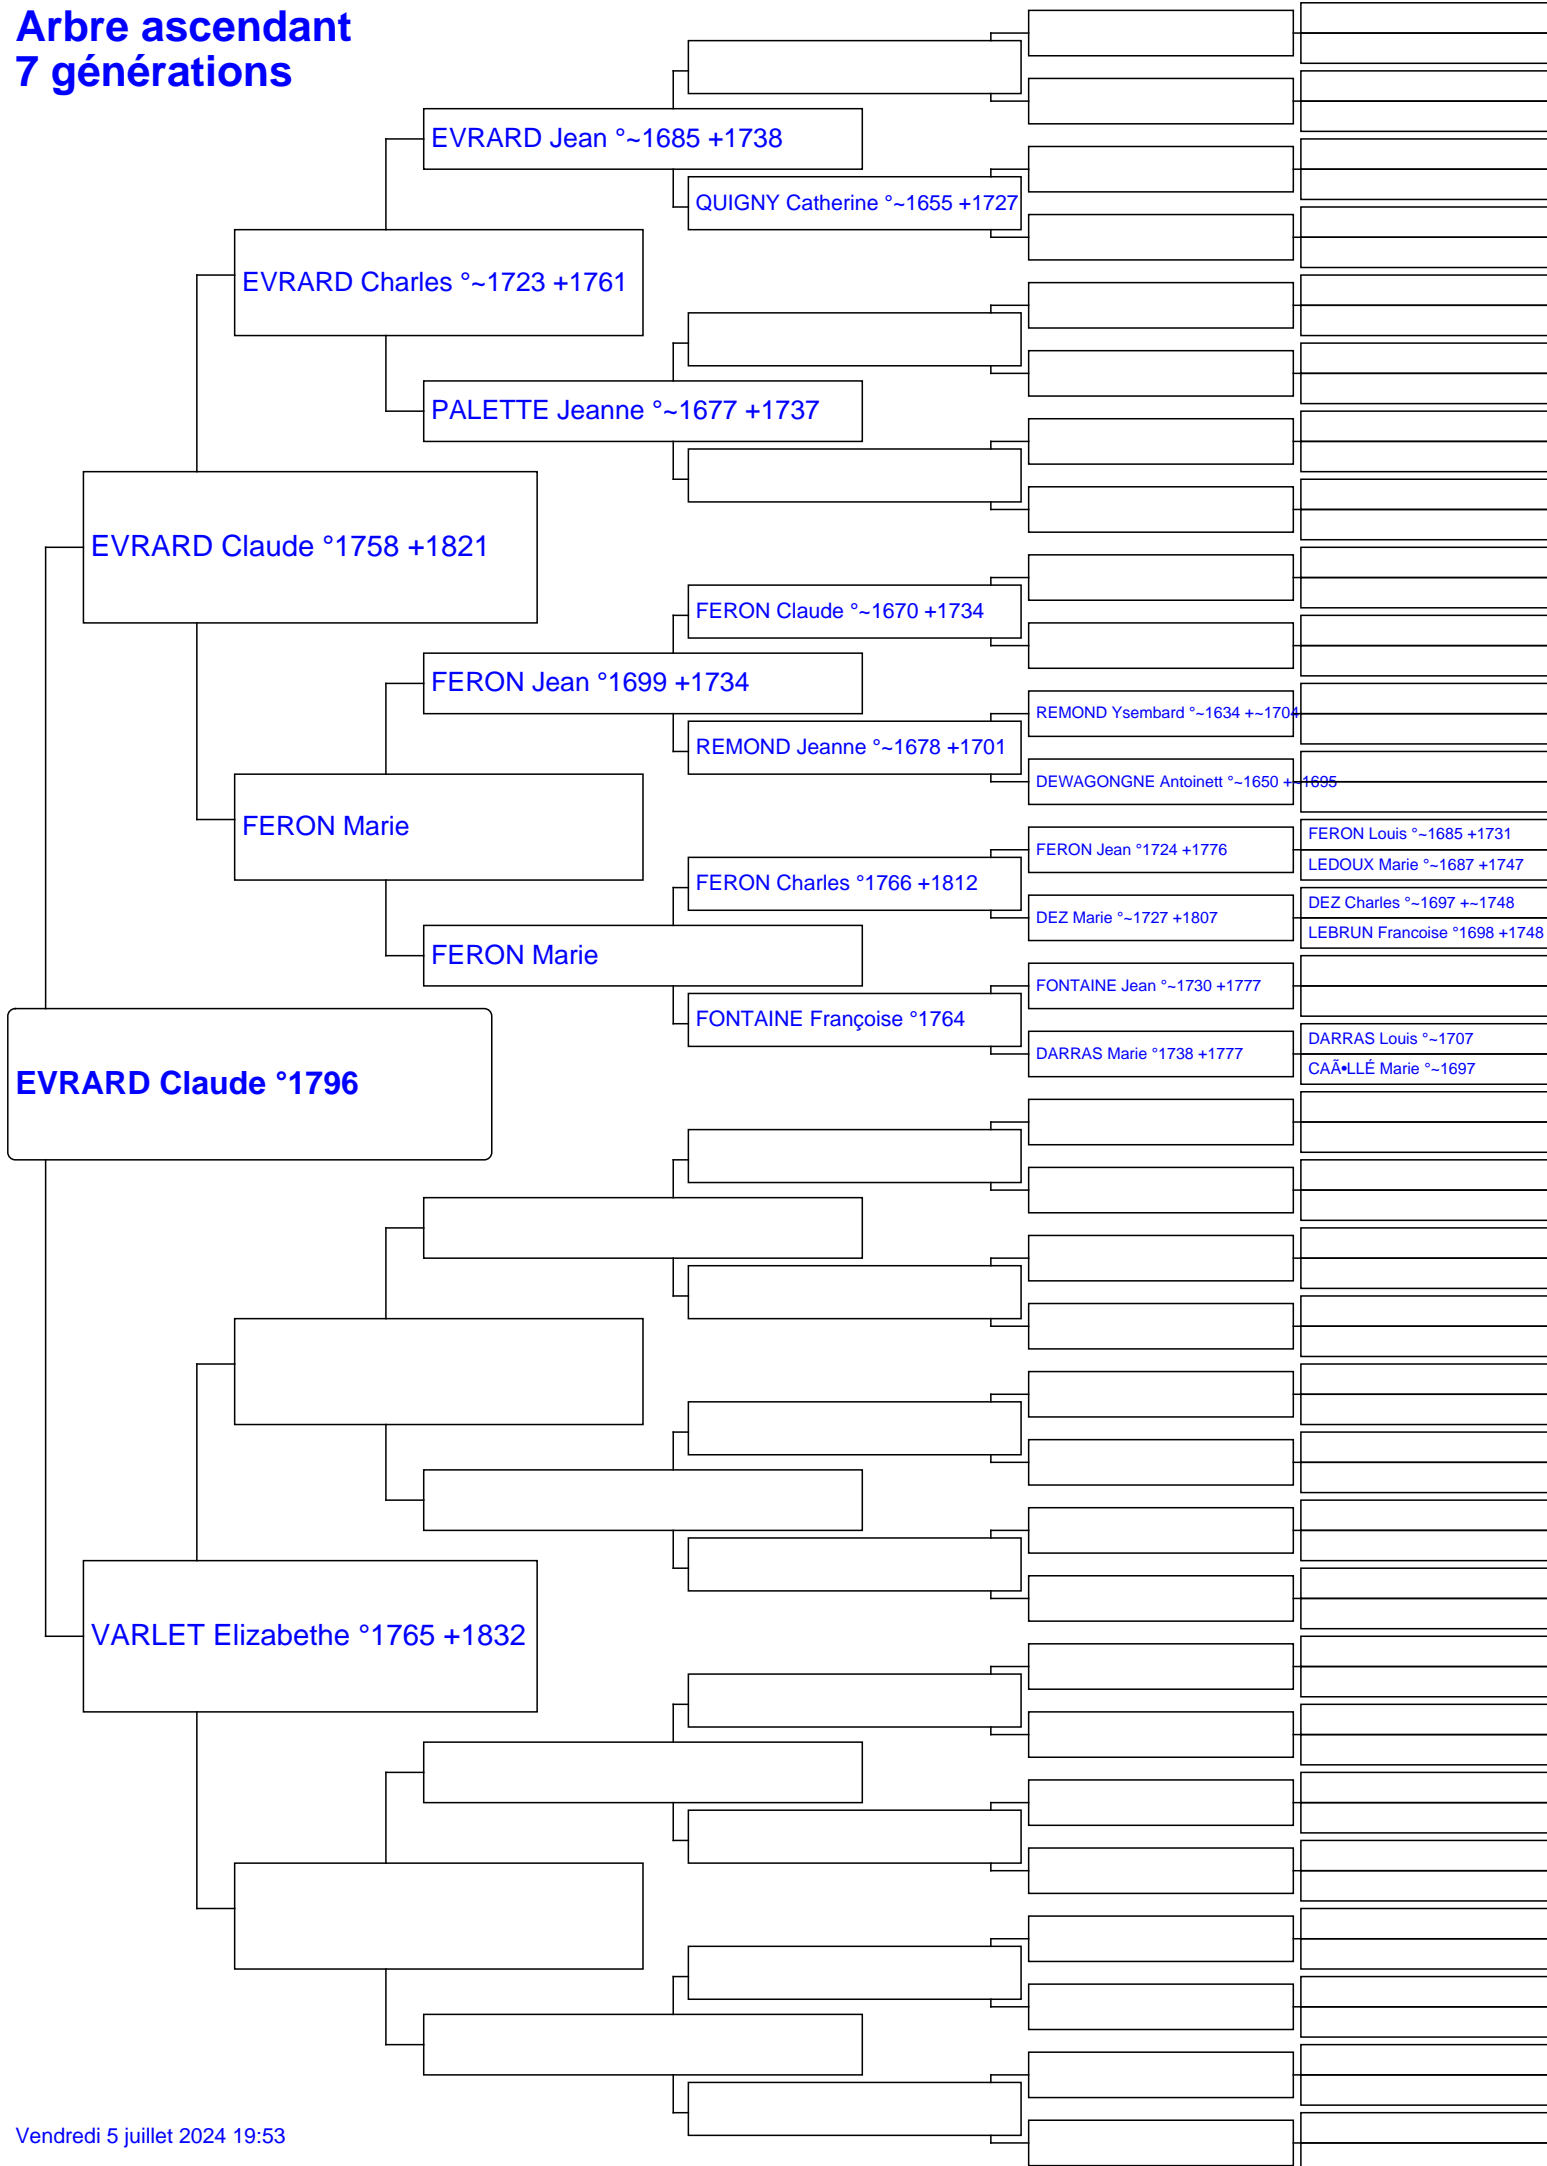 Arbre ascendant
7 générations
EVRARD Jean °~1685 +1738
QUIGNY Catherine °~1655 +1727
EVRARD Charles °~1723 +1761
PALETTE Jeanne °~1677 +1737
EVRARD Claude °1758 +1821
FERON Claude °~1670 +1734
FERON Jean °1699 +1734
REMOND Ysembard °~1634 +~1704
REMOND Jeanne °~1678 +1701
DEWAGONGNE Antoinett °~1650 +~1695
FERON Marie
FERON Louis °~1685 +1731
FERON Jean °1724 +1776
LEDOUX Marie °~1687 +1747
FERON Charles °1766 +1812
DEZ Charles °~1697 +~1748
DEZ Marie °~1727 +1807
LEBRUN Francoise °1698 +1748
FERON Marie
FONTAINE Jean °~1730 +1777
FONTAINE Françoise °1764
DARRAS Louis °~1707
DARRAS Marie °1738 +1777
CAÃ•LLÉ Marie °~1697
EVRARD Claude °1796
VARLET Elizabethe °1765 +1832
Vendredi 5 juillet 2024 19:53